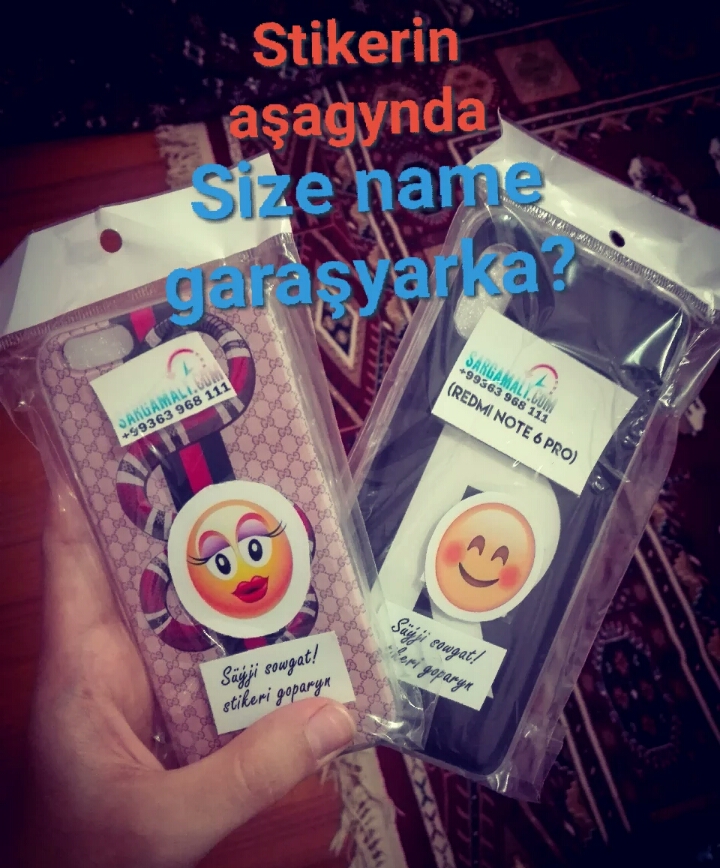 Stikerin
aşagynda
Size name
garaşyarka?
SARGAMALY.COM
+99363 968 111
Süýji sowgat!
stikeri goparyn
SARGAMALY.COM
+99363 968 111
(REDMI NOTE 6 PRO)
Süýji sowgat!
stikeri goparyn